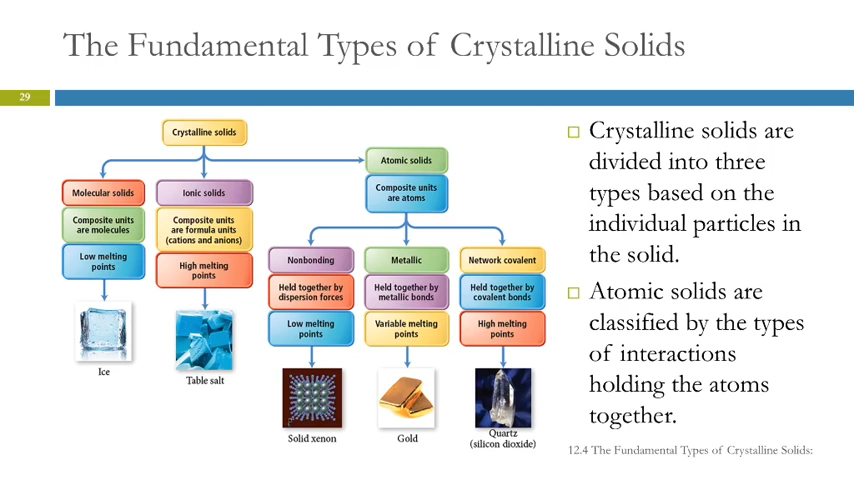 The Fundamental Types of Crystalline Solids
29
Crystalline solids
Atomic solids
Composite units
are atoms
Molecular solids
Composite units
are molecules
Low melting
points
Ice
Ionic solids
Composite units
are formula units
(cations and anions)
High melting
points
Table salt
Nonbonding
Held together by
dispersion forces
Low melting
points
Solid xenon
Metallic
Held together by
metallic bonds
Variable melting
points
Gold
Network covalent
Held together by
covalent bonds
High melting
points
Quartz
(silicon dioxide)
Crystalline solids are
divided into three
types based on the
individual particles in
the solid.
Atomic solids are
classified by the types
of interactions
holding the atoms
together.
12.4 The Fundamental Types of Crystalline Solids: